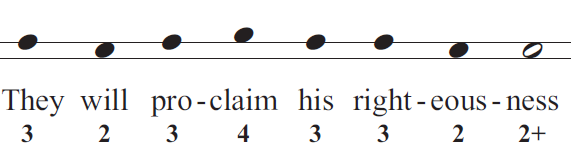 They will pro-claim his right-eous-ness
3 2 3 4 3 3 2 2+